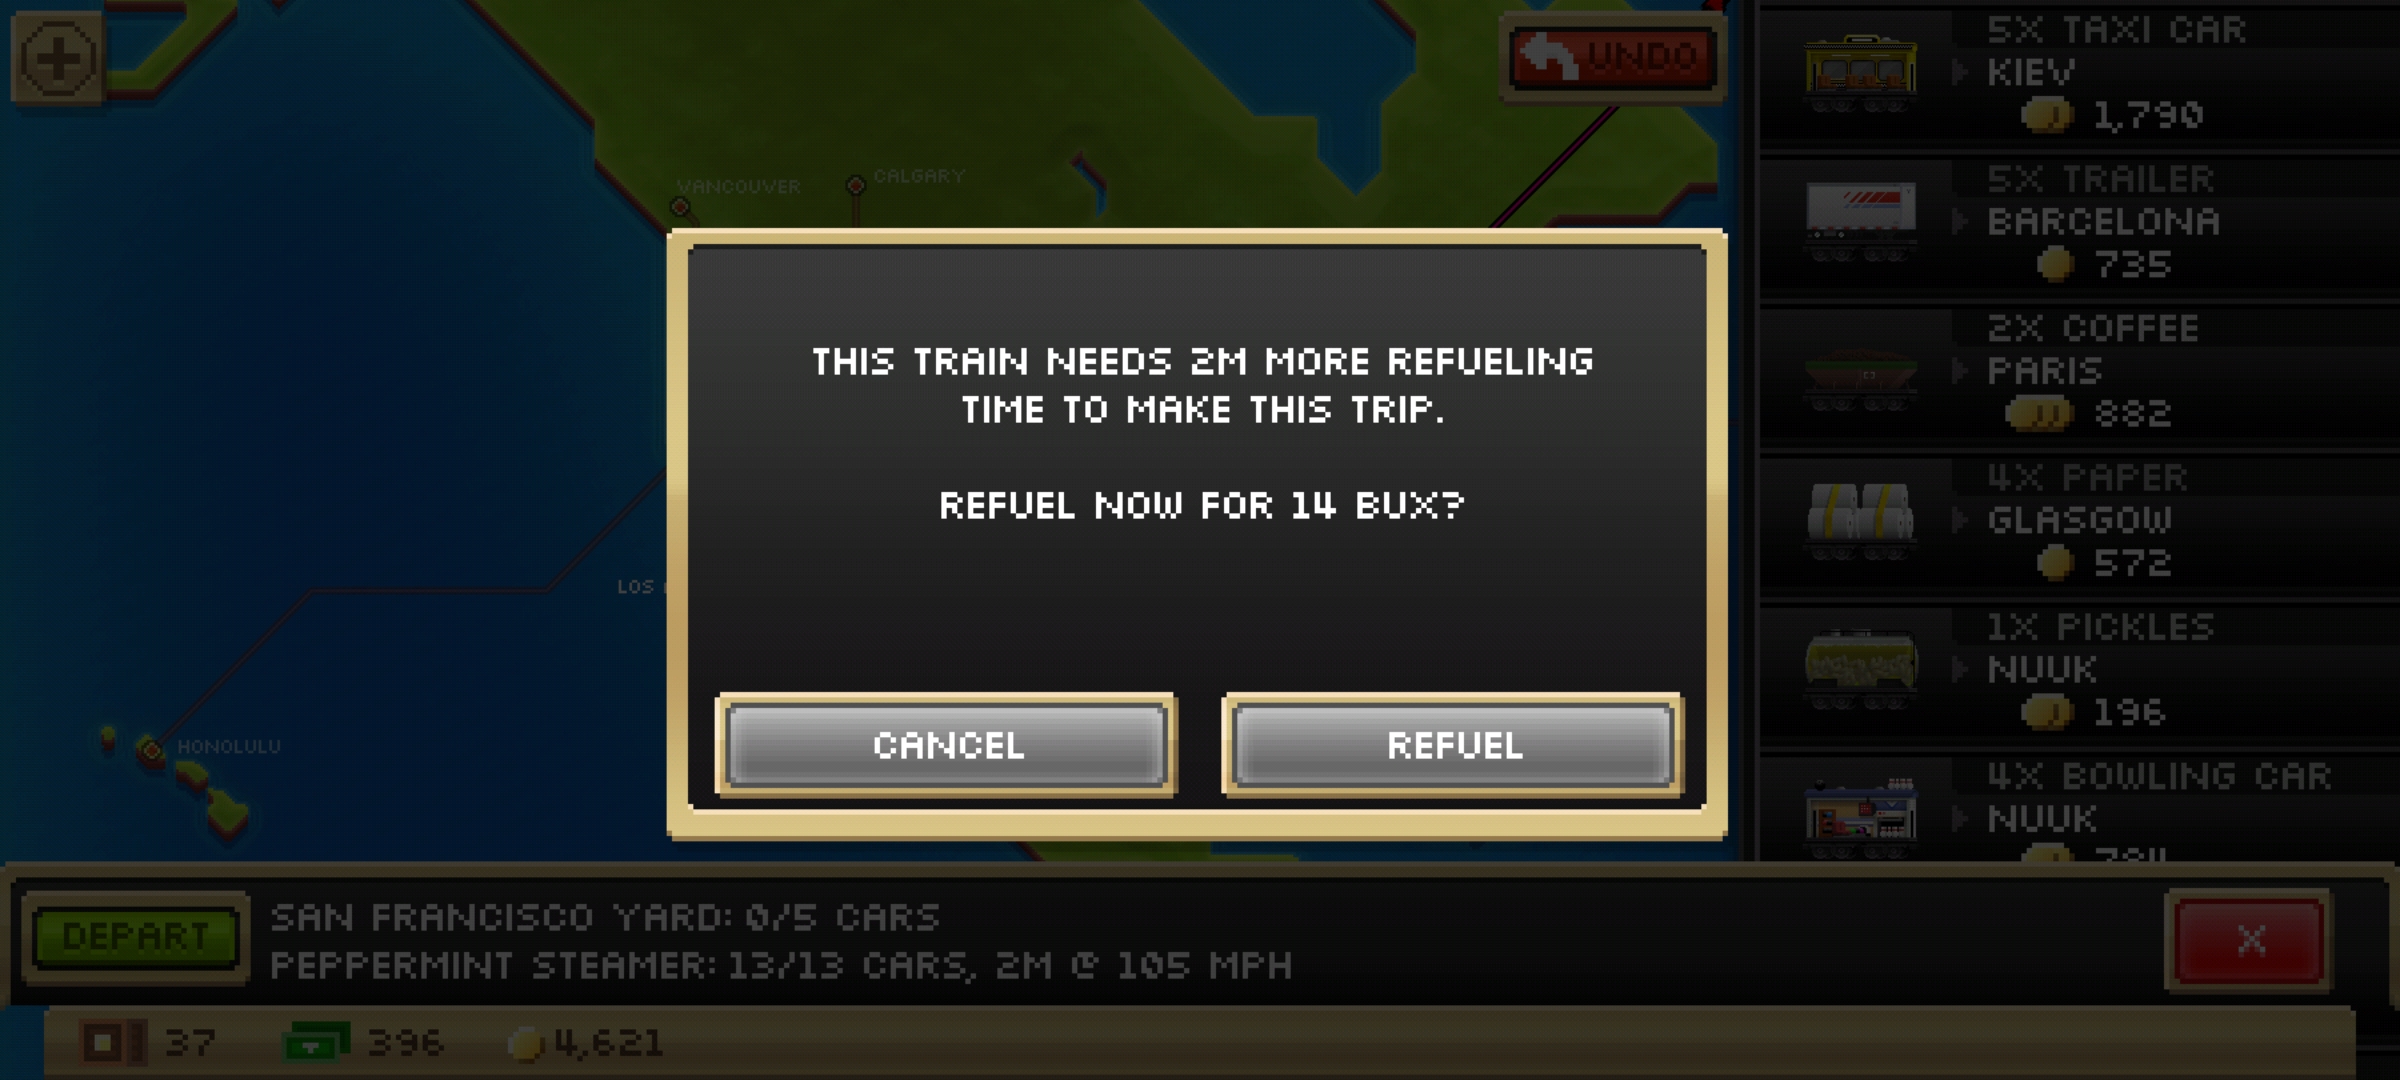 UNDO
VANCOUVER
CALGARY
LOS
HONOLULU
THIS TRAIN NEEDS 2M MORE REFUELING
TIME TO MAKE THIS TRIP.
REFUEL NOW FOR 14 BUX?
CANCEL
REFUEL
5X TAXI CAR
KIEV
1,790
5X TRAILER
BARCELONA
735
2X COFFEE
PARIS
882
4X PAPER
GLASGOW
572
1X PICKLES
NUUK
196
4X BOWLING CAR
NUUK
DEPART
SAN FRANCISCO YARD: 0/5 CARS
PEPPERMINT STEAMER: 13/13 CARS, 2M @ 105 MPH
X
37
396
4,621